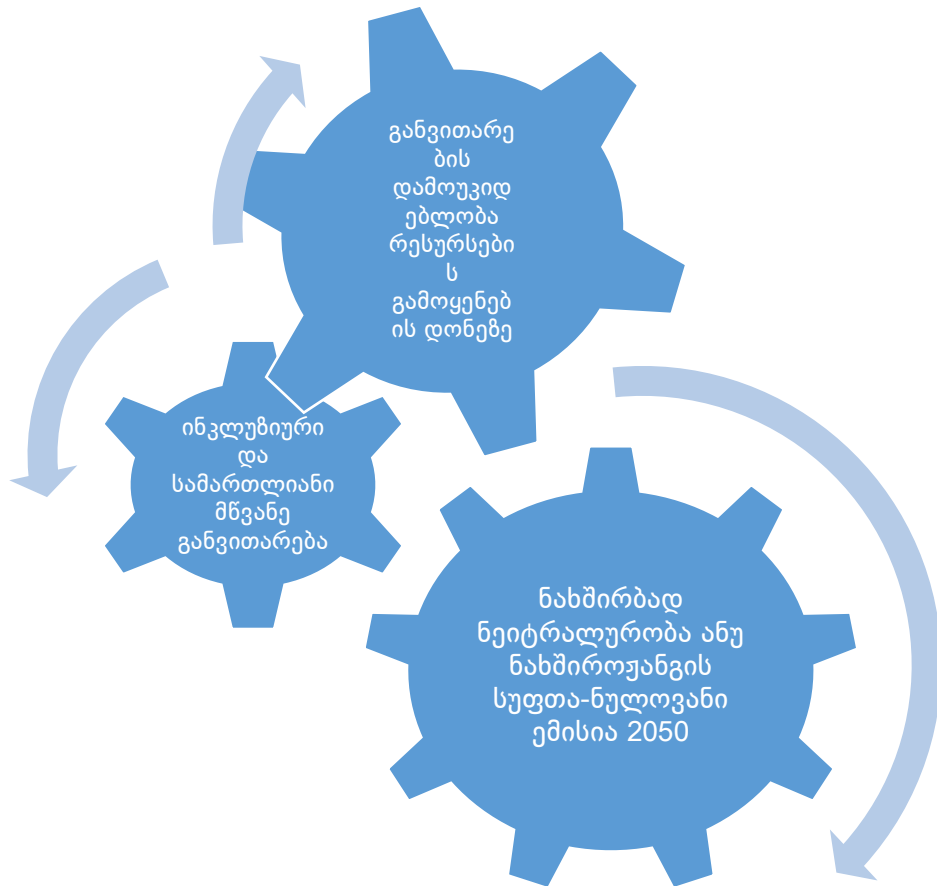 განვითარე
ბის
დამოუკიდ
ებლობა
რესურსები
ს
გამოყენებ
ის დონეზე
ინკლუზიური
და
სამართლიანი
მწვანე
განვითარება
ნახშირბად
ნეიტრალურობა ანუ
ნახშიროჟანგის
სუფთა-ნულოვანი
ემისია 2050